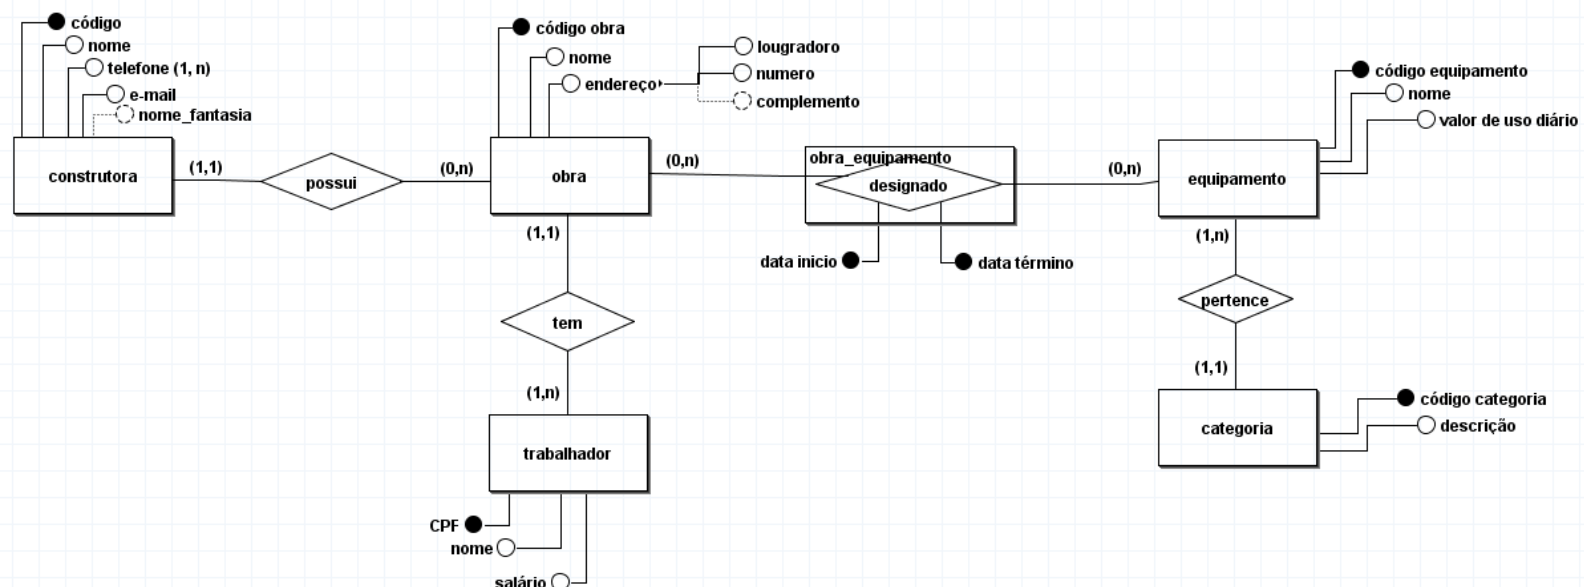 código
nome
telefone (1, n)
e-mail
nome_fantasia
construtora
(1,1)
possui
(0,n)
código obra
nome
endereço
lougradoro
numero
complemento
obra
(0,n)
obra_equipamento
designado
data inicio
data término
(0,n)
código equipamento
nome
valor de uso diário
equipamento
(1,n)
pertence
(1,1)
categoria
código categoria
descrição
(1,1)
tem
(1,n)
trabalhador
CPF
nome
salário